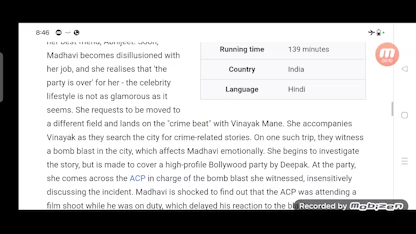 8:46
her best friend, Abhijeet. Soon,
Madhavi becomes disillusioned with
her job, and she realises that 'the
party is over' for her - the celebrity
lifestyle is not as glamorous as it
seems. She requests to be moved to
a different field and lands on the "crime beat" with Vinayak Mane. She accompanies
Vinayak as they search the city for crime-related stories. On one such trip, they witness
a bomb blast in the city, which affects Madhavi emotionally. She begins to investigate
the story, but is made to cover a high-profile Bollywood party by Deepak. At the party,
she comes across the ACP in charge of the bomb blast she witnessed, insensitively
discussing the incident. Madhavi is shocked to find out that the ACP was attending a
film shoot while he was on duty, which delayed his reaction to the
Running time 139 minutes
Country India
Language Hindi
Recorded by Mobizen